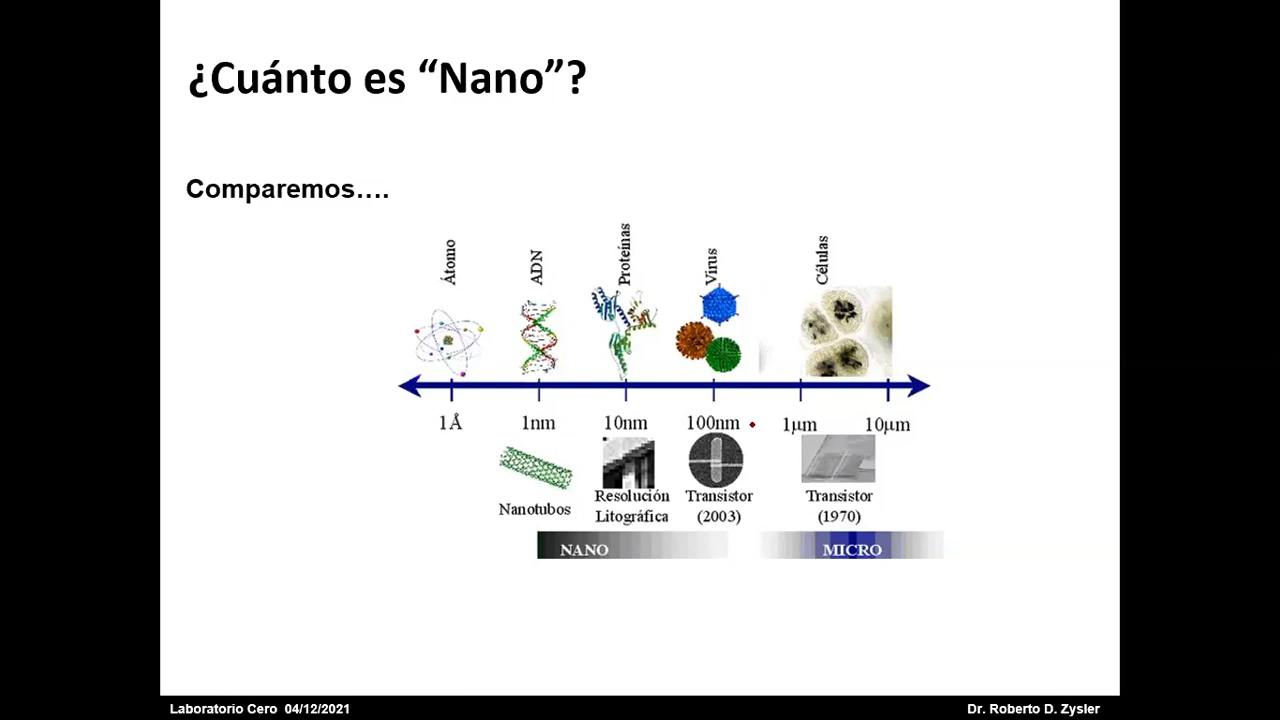 ¿Cuánto es “Nano”?
Comparemos....
Átomo
ADN
Proteínas
Virus
Células
1Å 1nm 10nm 100nm 1μm 10μm
Nanotubos
Resolución
Litográfica
Transistor
(2003)
Transistor
(1970)
NANO
MICRO
Laboratorio Cero 04/12/2021
Dr. Roberto D. Zysler